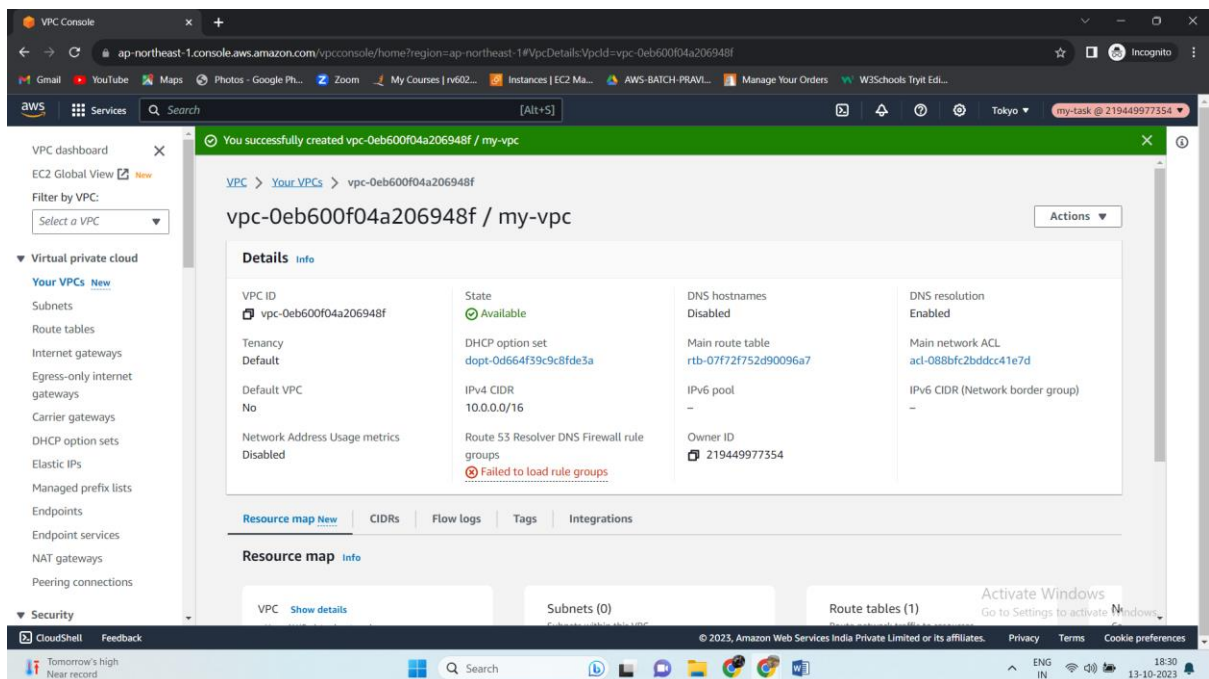 VPC Console
ap-northeast-1.console.aws.amazon.com/vpcconsole/home?region=ap-northeast-1#VpcDetails:VpcId=vpc-0eb600f04a206948f
Incognito
Gmail YouTube Maps Photos - Google Ph... Zoom My Courses | rv602... Instances | EC2 Ma... AWS-BATCH-PRAVI... Manage Your Orders W3Schools Tryit Edi...
aws Services Search [Alt+S] Tokyo my-task @ 219449977354
You successfully created vpc-0eb600f04a206948f / my-vpc
VPC dashboard
EC2 Global View New
Filter by VPC:
Select a VPC
Virtual private cloud
Your VPCs New
Subnets
Route tables
Internet gateways
Egress-only internet
gateways
Carrier gateways
DHCP option sets
Elastic IPs
Managed prefix lists
Endpoints
Endpoint services
NAT gateways
Peering connections
Security
VPC > Your VPCs > vpc-0eb600f04a206948f
vpc-0eb600f04a206948f / my-vpc
Actions
Details Info
VPC ID
vpc-0eb600f04a206948f
State
Available
DNS hostnames
Disabled
DNS resolution
Enabled
Tenancy
Default
DHCP option set
dopt-0d664f39c9c8fde3a
Main route table
rtb-07f72f752d90096a7
Main network ACL
acl-088bfc2bddcc41e7d
Default VPC
No
IPv4 CIDR
10.0.0.0/16
IPv6 pool
–
IPv6 CIDR (Network border group)
–
Network Address Usage metrics
Disabled
Route 53 Resolver DNS Firewall rule
groups
Failed to load rule groups
Owner ID
219449977354
Resource map New CIDRs Flow logs Tags Integrations
Resource map Info
VPC Show details
Subnets (0)
Route tables (1)
Activate Windows
Go to Settings to activate Windows.
CloudShell Feedback © 2023, Amazon Web Services India Private Limited or its affiliates. Privacy Terms Cookie preferences
Tomorrow's high
Near record
Search
ENG
IN
18:30
13-10-2023